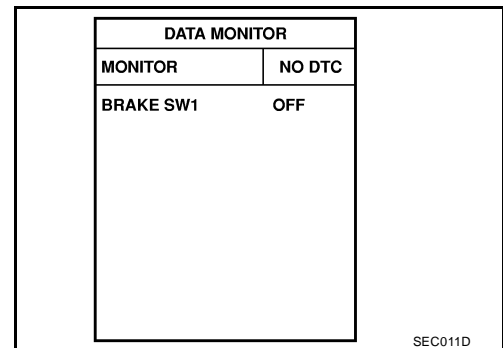 DATA MONITOR
MONITOR NO DTC
BRAKE SW1 OFF
SEC011D